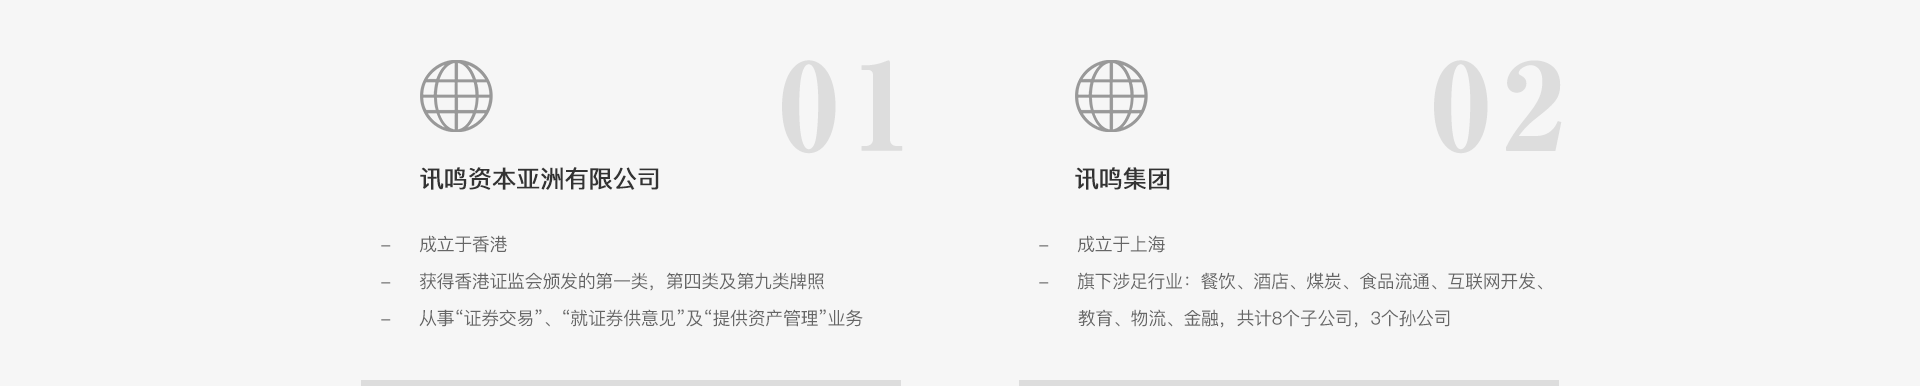 01
讯鸣资本亚洲有限公司
– 成立于香港
– 获得香港证监会颁发的第一类，第四类及第九类牌照
– 从事“证券交易”、“就证券供意见”及“提供资产管理”业务
02
讯鸣集团
– 成立于上海
– 旗下涉足行业：餐饮、酒店、煤炭、食品流通、互联网开发、
教育、物流、金融，共计8个子公司，3个孙公司